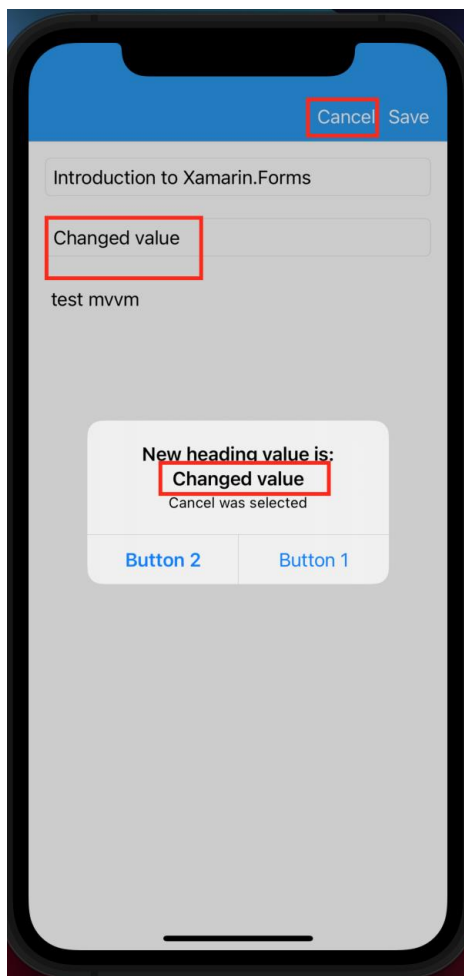 Cancel Save
Introduction to Xamarin.Forms
Changed value
test mvvm
New heading value is:
Changed value
Cancel was selected
Button 2 Button 1